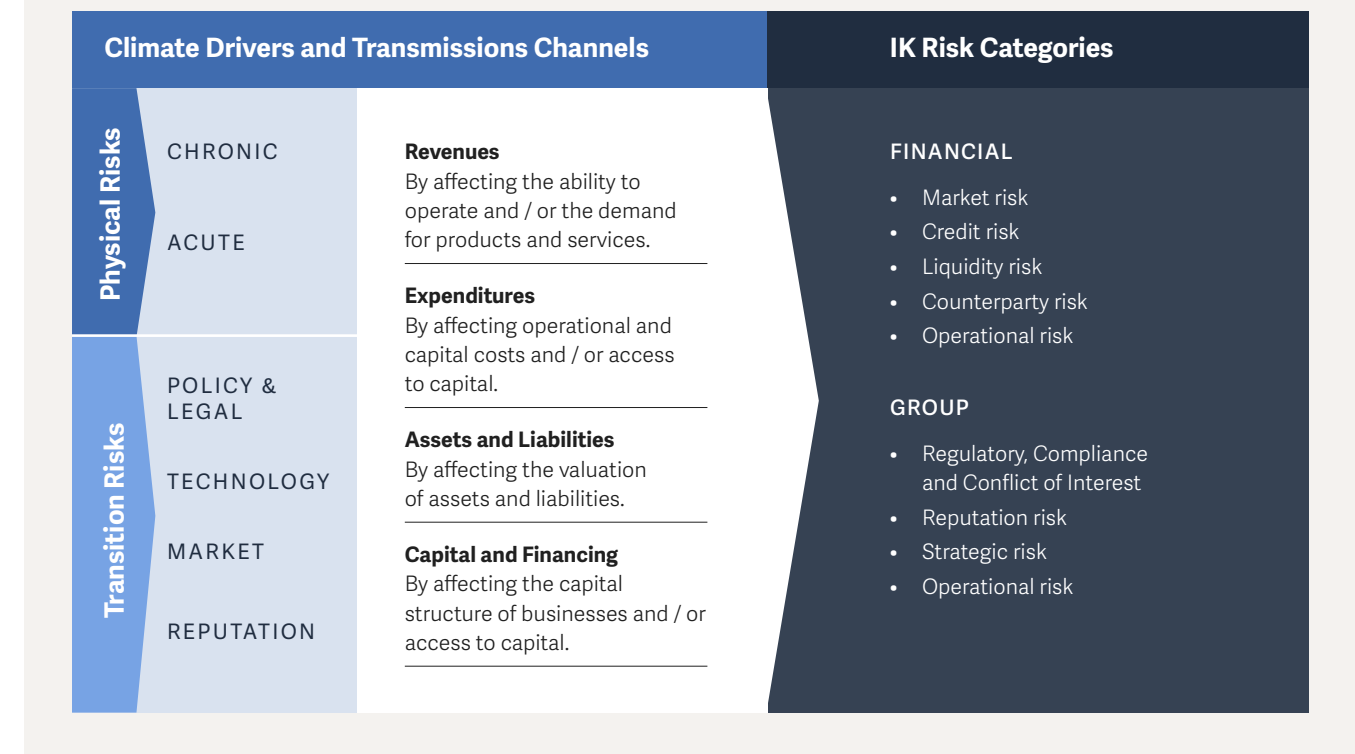 Climate Drivers and Transmissions Channels
Physical Risks
CHRONIC
ACUTE
Transition Risks
POLICY &
LEGAL
TECHNOLOGY
MARKET
REPUTATION
Revenues
By affecting the ability to
operate and / or the demand
for products and services.
Expenditures
By affecting operational and
capital costs and / or access
to capital.
Assets and Liabilities
By affecting the valuation
of assets and liabilities.
Capital and Financing
By affecting the capital
structure of businesses and / or
access to capital.
IK Risk Categories
FINANCIAL
• Market risk
• Credit risk
• Liquidity risk
• Counterparty risk
• Operational risk
GROUP
• Regulatory, Compliance
and Conflict of Interest
• Reputation risk
• Strategic risk
• Operational risk